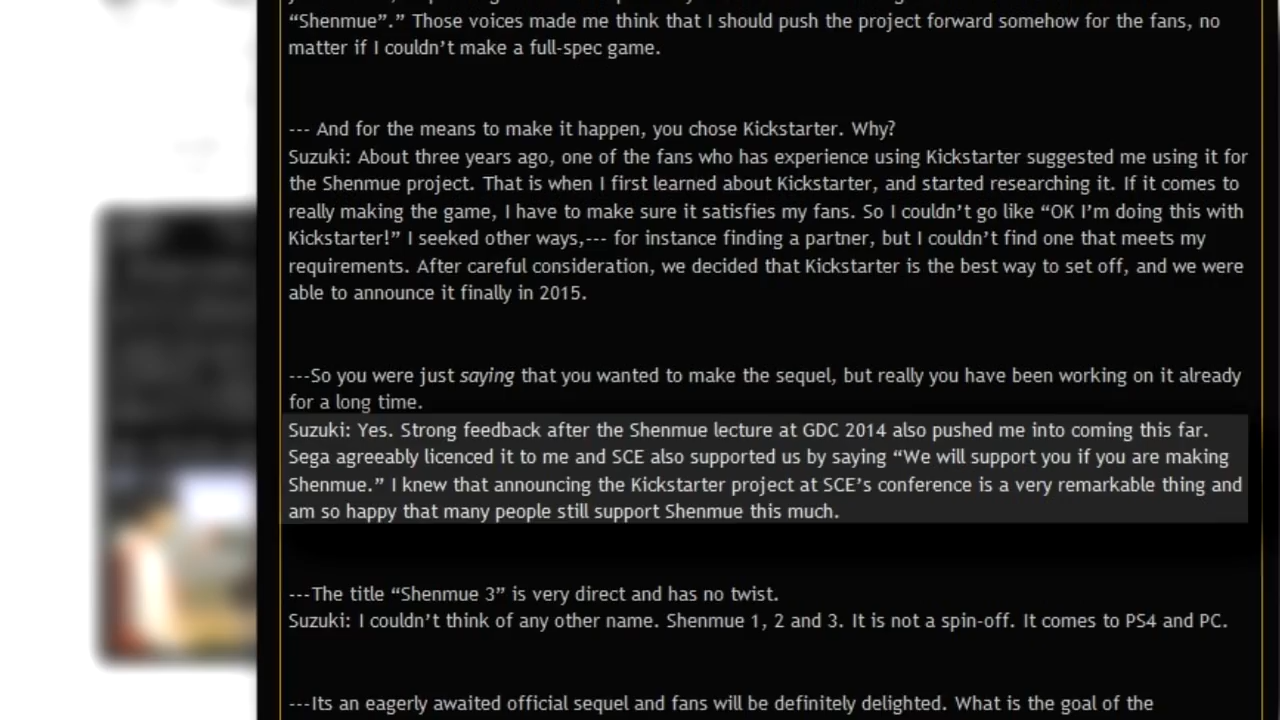 “Shenmue”.” Those voices made me think that I should push the project forward somehow for the fans, no
matter if I couldn’t make a full-spec game.
--- And for the means to make it happen, you chose Kickstarter. Why?
Suzuki: About three years ago, one of the fans who has experience using Kickstarter suggested me using it for
the Shenmue project. That is when I first learned about Kickstarter, and started researching it. If it comes to
really making the game, I have to make sure it satisfies my fans. So I couldn’t go like “OK I’m doing this with
Kickstarter!” I seeked other ways,--- for instance finding a partner, but I couldn’t find one that meets my
requirements. After careful consideration, we decided that Kickstarter is the best way to set off, and we were
able to announce it finally in 2015.
---So you were just saying that you wanted to make the sequel, but really you have been working on it already
for a long time.
Suzuki: Yes. Strong feedback after the Shenmue lecture at GDC 2014 also pushed me into coming this far.
Sega agreeably licenced it to me and SCE also supported us by saying “We will support you if you are making
Shenmue.” I knew that announcing the Kickstarter project at SCE’s conference is a very remarkable thing and
am so happy that many people still support Shenmue this much.
---The title “Shenmue 3” is very direct and has no twist.
Suzuki: I couldn’t think of any other name. Shenmue 1, 2 and 3. It is not a spin-off. It comes to PS4 and PC.
---Its an eagerly awaited official sequel and fans will be definitely delighted. What is the goal of the